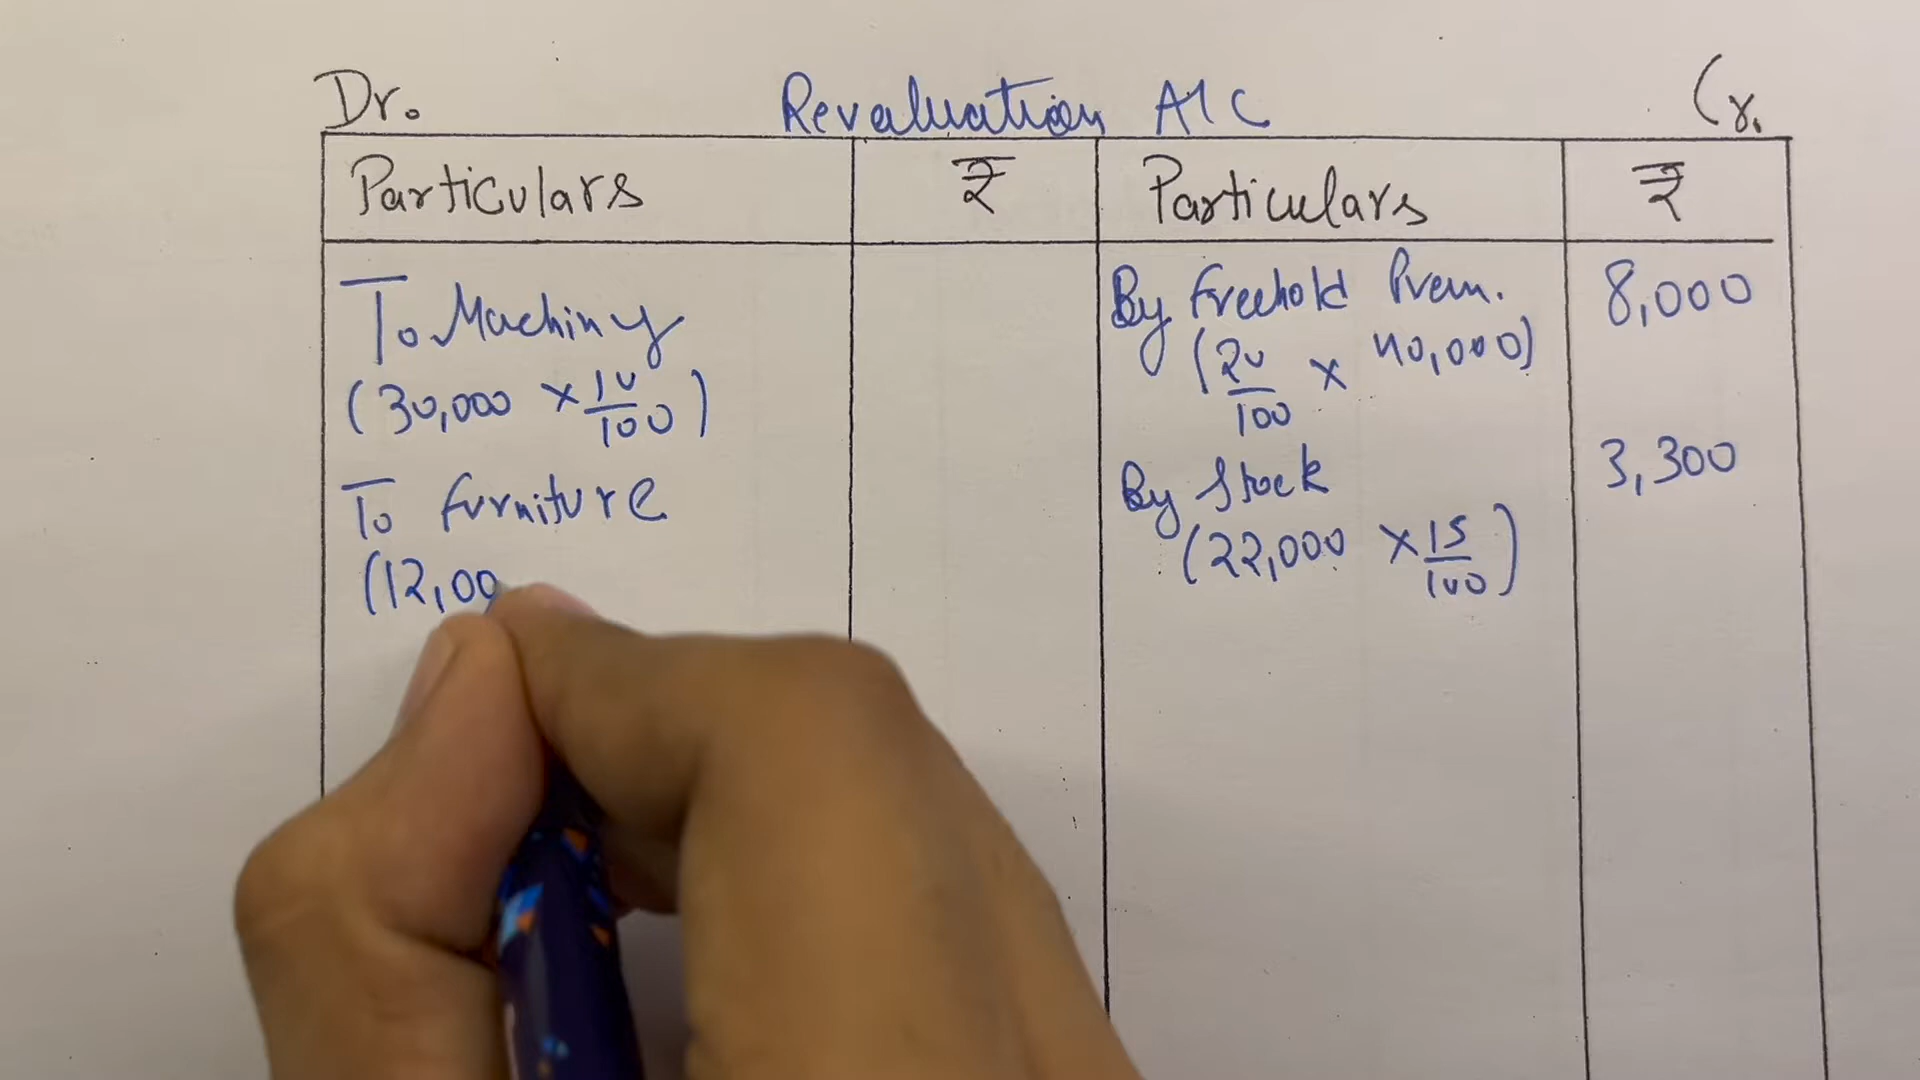 Dr. Revaluation A/C Cr.
Particulars ₹ Particulars ₹
To Machiny
(30,000 × 10/100)
To furniture
(12,00
By freehold Prem. 8,000
(20/100 × 40,000)
By Stock 3,300
(22,000 × 15/100)